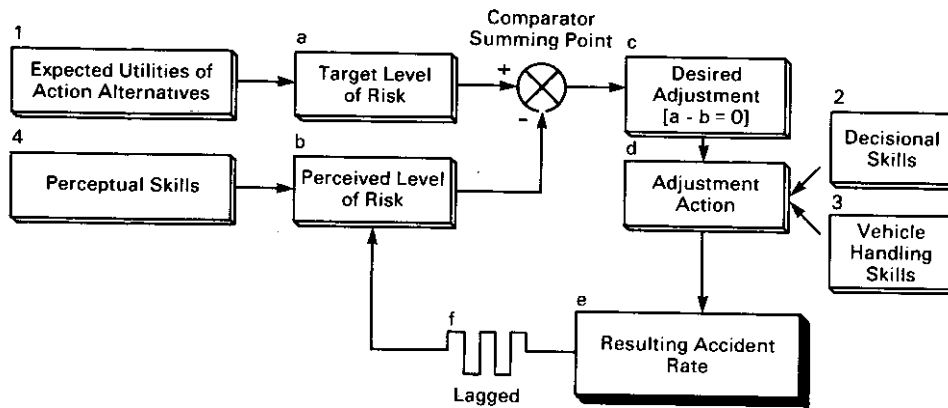 Comparator
Summing Point
1
Expected Utilities of
Action Alternatives
a
Target Level
of Risk
+
-
c
Desired
Adjustment
[a - b = 0]
4
Perceptual Skills
b
Perceived Level
of Risk
d
Adjustment
Action
2
Decisional
Skills
3
Vehicle
Handling
Skills
f
Lagged
e
Resulting Accident
Rate